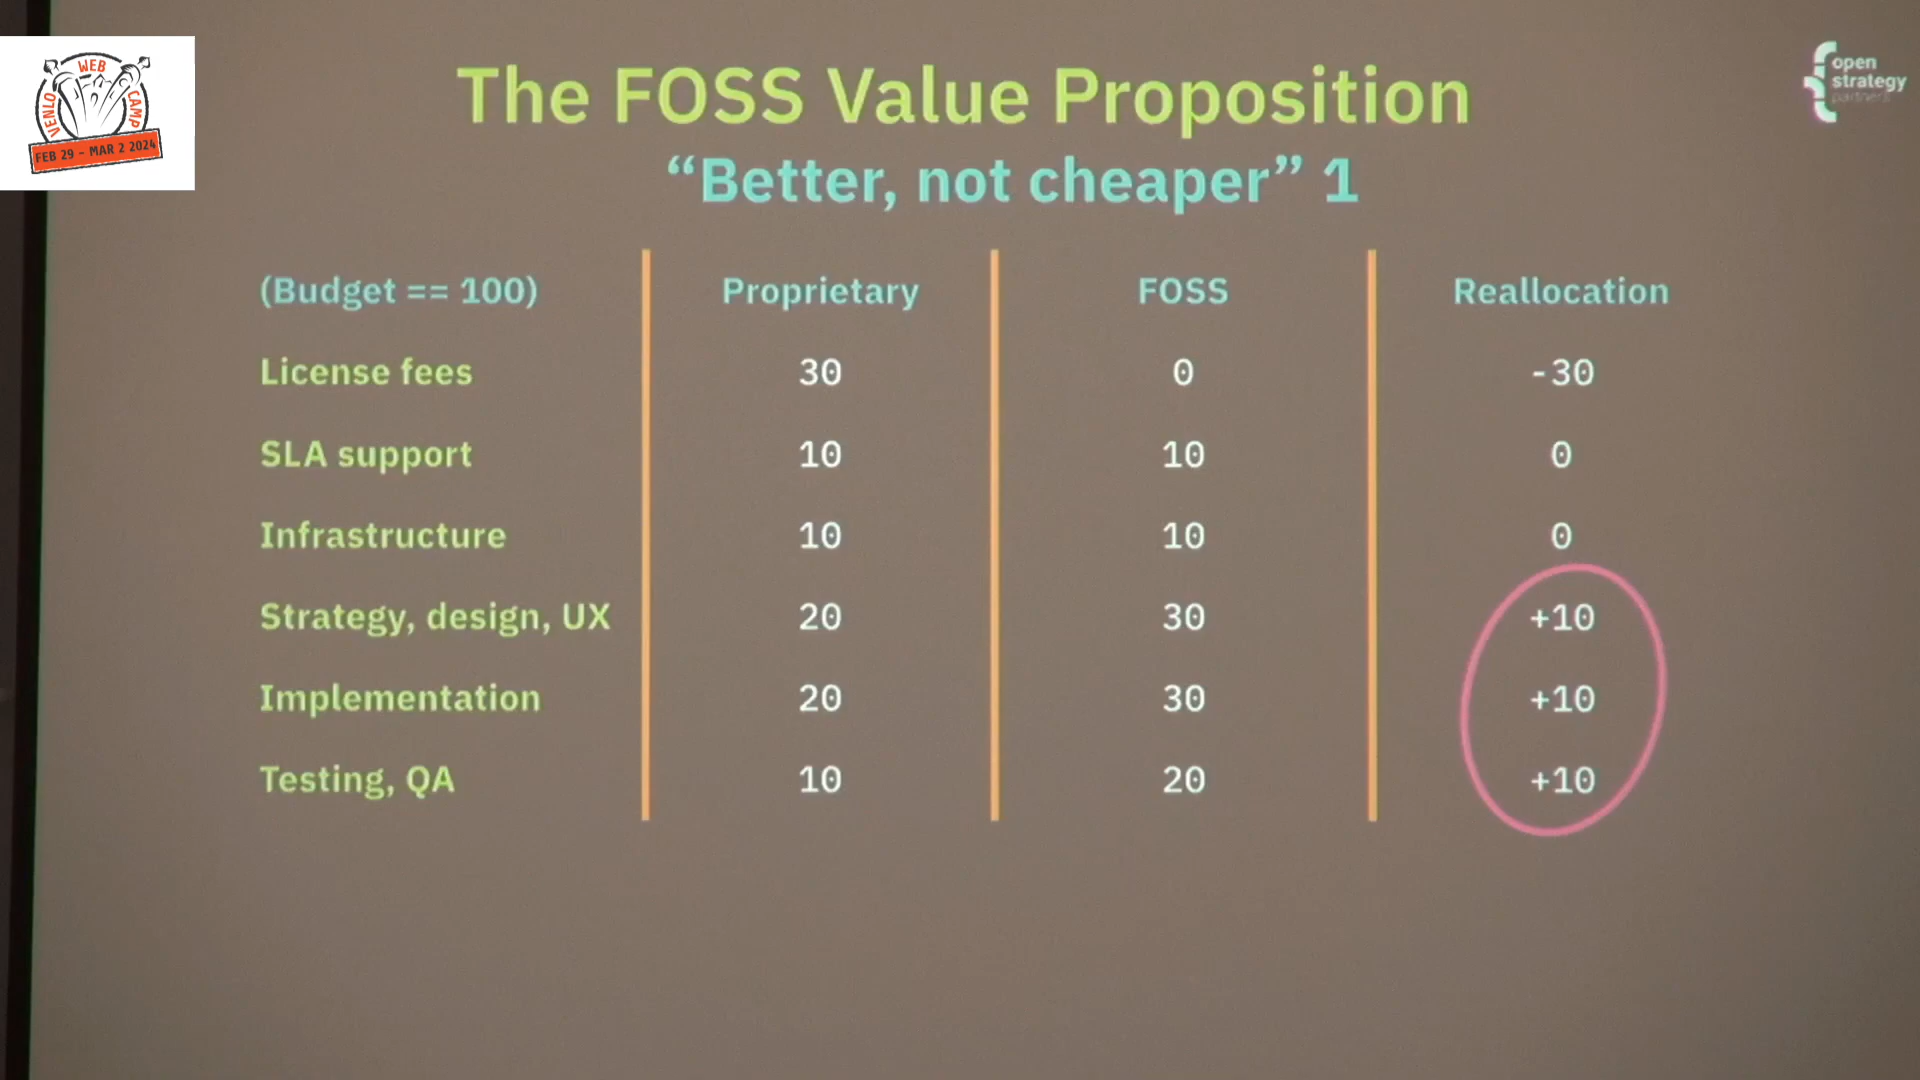 WEB
VENLO
CAMP
FEB 29 - MAR 2 2024
open
strategy
partners
The FOSS Value Proposition
“Better, not cheaper” 1
(Budget == 100) Proprietary FOSS Reallocation
License fees 30 0 -30
SLA support 10 10 0
Infrastructure 10 10 0
Strategy, design, UX 20 30 +10
Implementation 20 30 +10
Testing, QA 10 20 +10